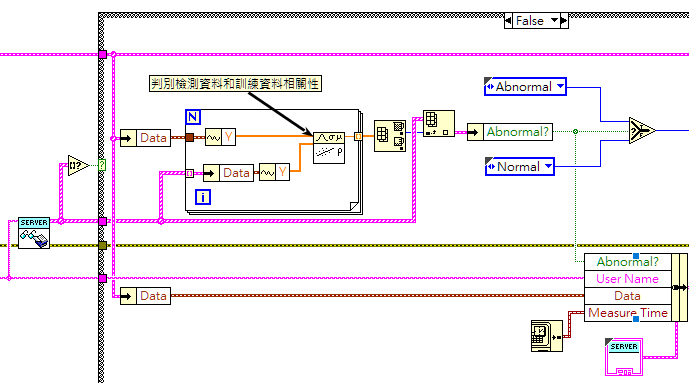 False
判別檢測資料和訓練資料相關性
Abnormal
N
σμ
Data
Y
ρ
Abnormal?
[]?
?
Data
Y
Normal
i
SERVER
Abnormal?
User Name
Data
Data
Measure Time
SERVER